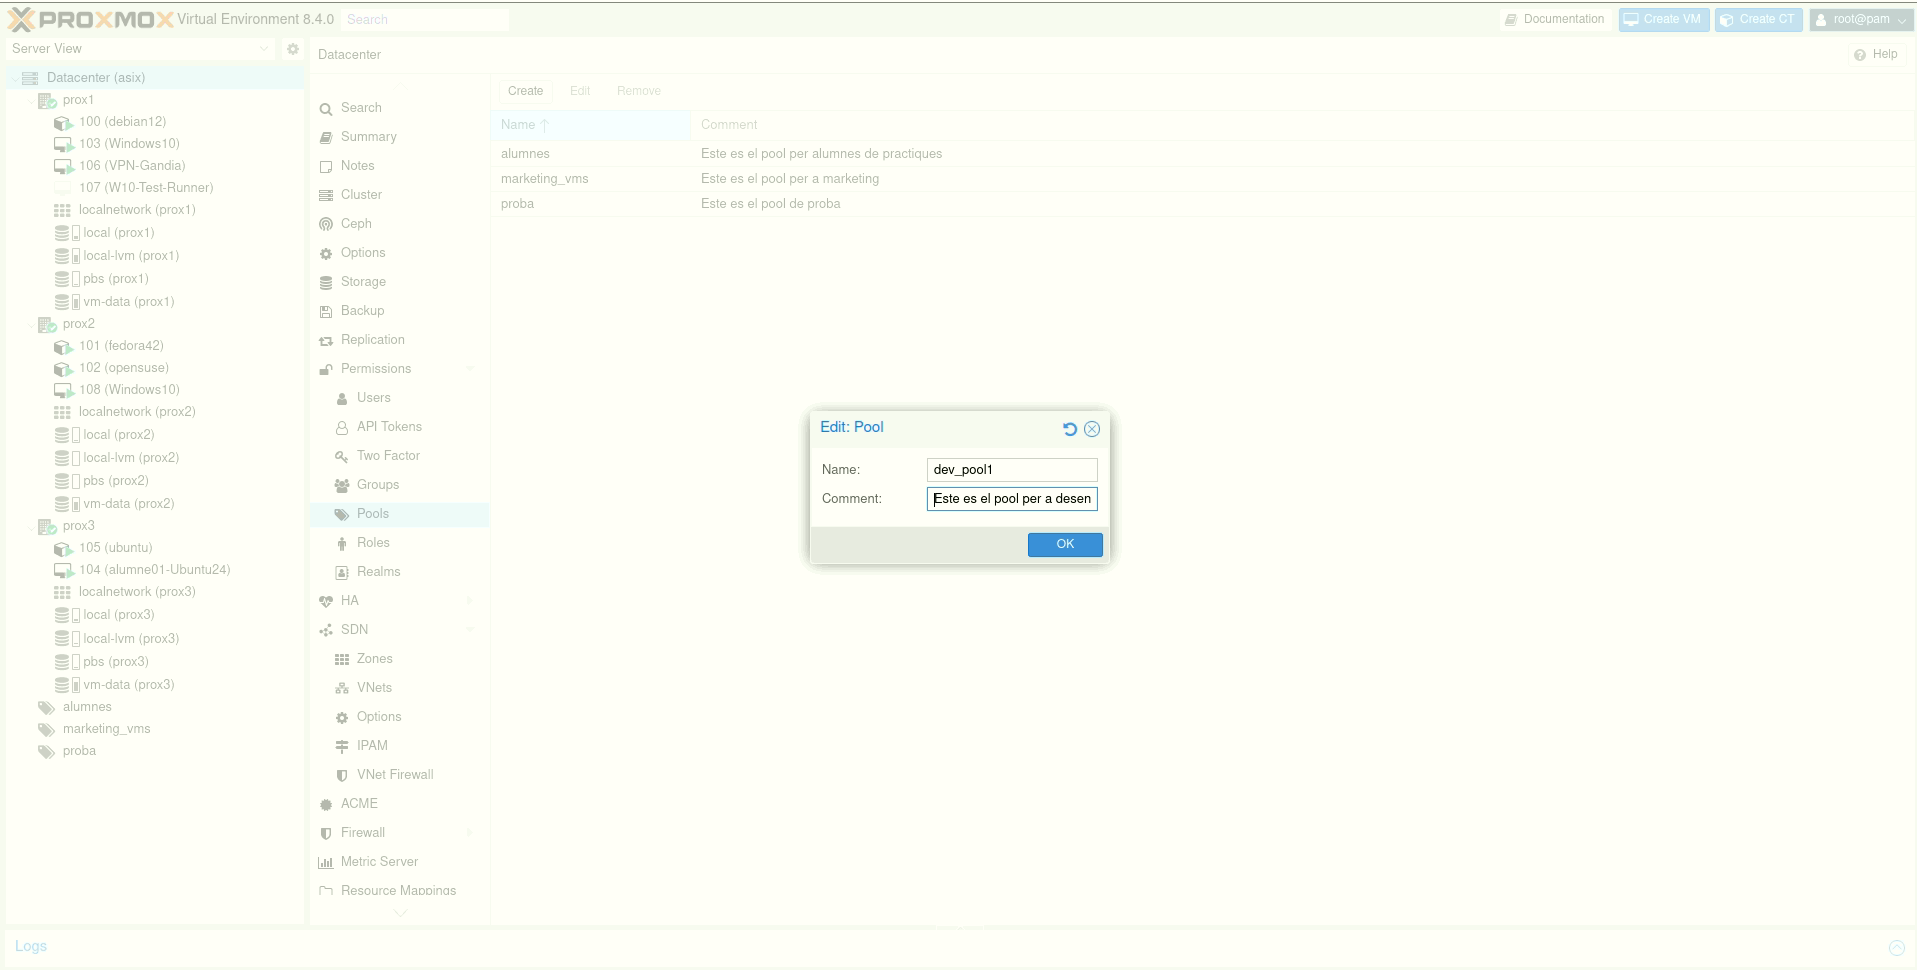 PROXMOX Virtual Environment 8.4.0 Search Documentation Create VM Create CT root@pam
Server View
Datacenter (asix)
prox1
100 (debian12)
103 (Windows10)
106 (VPN-Gandia)
107 (W10-Test-Runner)
localnetwork (prox1)
local (prox1)
local-lvm (prox1)
pbs (prox1)
vm-data (prox1)
prox2
101 (fedora42)
102 (opensuse)
108 (Windows10)
localnetwork (prox2)
local (prox2)
local-lvm (prox2)
pbs (prox2)
vm-data (prox2)
prox3
105 (ubuntu)
104 (alumne01-Ubuntu24)
localnetwork (prox3)
local (prox3)
local-lvm (prox3)
pbs (prox3)
vm-data (prox3)
alumnes
marketing_vms
proba
Datacenter Help
Search
Summary
Notes
Cluster
Ceph
Options
Storage
Backup
Replication
Permissions
Users
API Tokens
Two Factor
Groups
Pools
Roles
Realms
HA
SDN
Zones
VNets
Options
IPAM
VNet Firewall
ACME
Firewall
Metric Server
Resource Mappings
Create Edit Remove
Name Comment
alumnes Este es el pool per alumnes de practiques
marketing_vms Este es el pool per a marketing
proba Este es el pool de proba
Edit: Pool
Name: dev_pool1
Comment: Este es el pool per a desen
OK
Logs